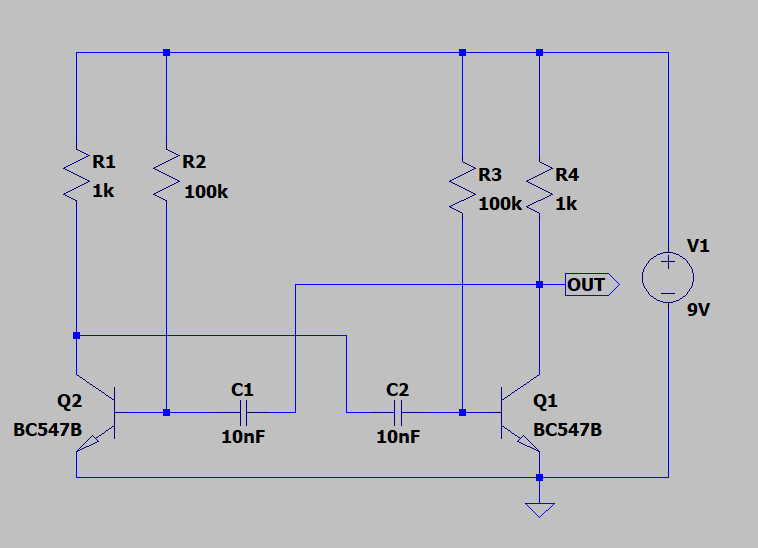 R1
1k
R2
100k
R3
100k
R4
1k
V1
9V
OUT
Q2
BC547B
C1
10nF
C2
10nF
Q1
BC547B